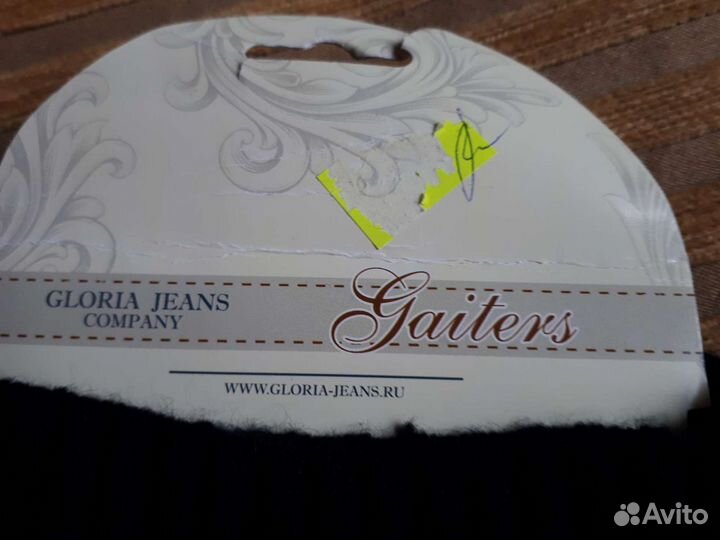 GLORIA JEANS
COMPANY
Gaiters
WWW.GLORIA-JEANS.RU
Avito